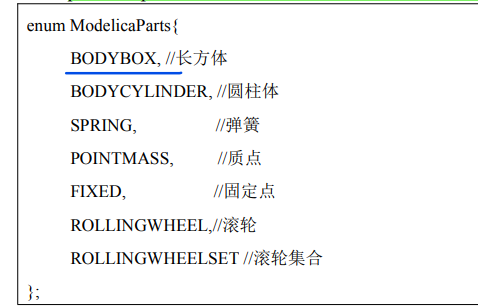 enum ModelicaParts{
BODYBOX, //长方体
BODYCYLINDER, //圆柱体
SPRING, //弹簧
POINTMASS, //质点
FIXED, //固定点
ROLLINGWHEEL,//滚轮
ROLLINGWHEELSET //滚轮集合
};